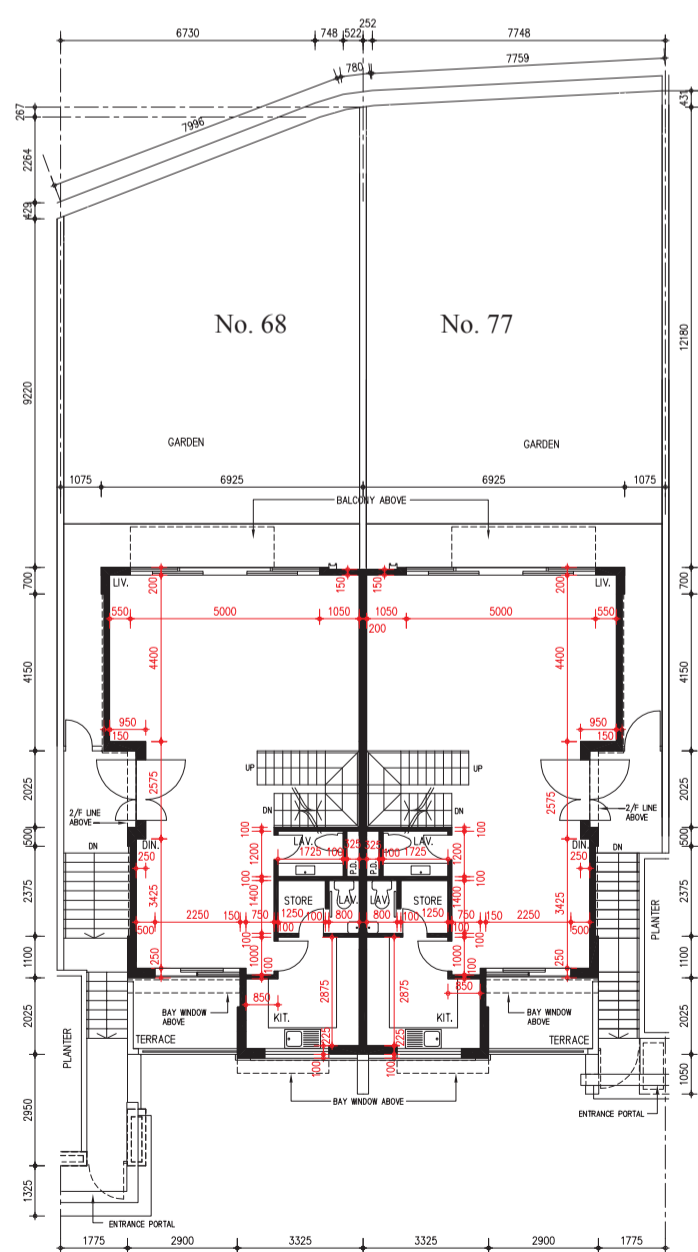 252
6730 748 522 7748
7759
780
267
431
7996
2264
429
No. 68 No. 77
12180
9220
GARDEN GARDEN
1075 6925 6925 1075
BALCONY ABOVE
LIV. LIV.
700 200 150 150 200 700
550 5000 1050 1050 5000 550
200
4150 4400 4400 4150
950 950
150 150
UP UP
2025 2575 2575 2025
2/F LINE
ABOVE
2/F LINE
ABOVE
DN DN
500 100 100 500
DN DIN. LAV. LAV. DIN. DN
325 325
250 1200 1725 100 100 1725 1200 250
P.D. P.D.
2375 100 100 2375
1400 1400
STORE LAV. LAV. STORE
3425 3425
2250 150 750 1250 100 800 800 100 1250 750 150 2250
500 100 100 500
PLANTER
100 100
1100 250 1000 1000 250 1100
100 100
850 2875 2875 850
2025 BAY WINDOW
ABOVE
BAY WINDOW
ABOVE
2025
KIT. KIT.
TERRACE TERRACE
225 225
PLANTER
100 100
1050
BAY WINDOW ABOVE
2950
ENTRANCE PORTAL
1325
ENTRANCE PORTAL
1775 2900 3325 3325 2900 1775